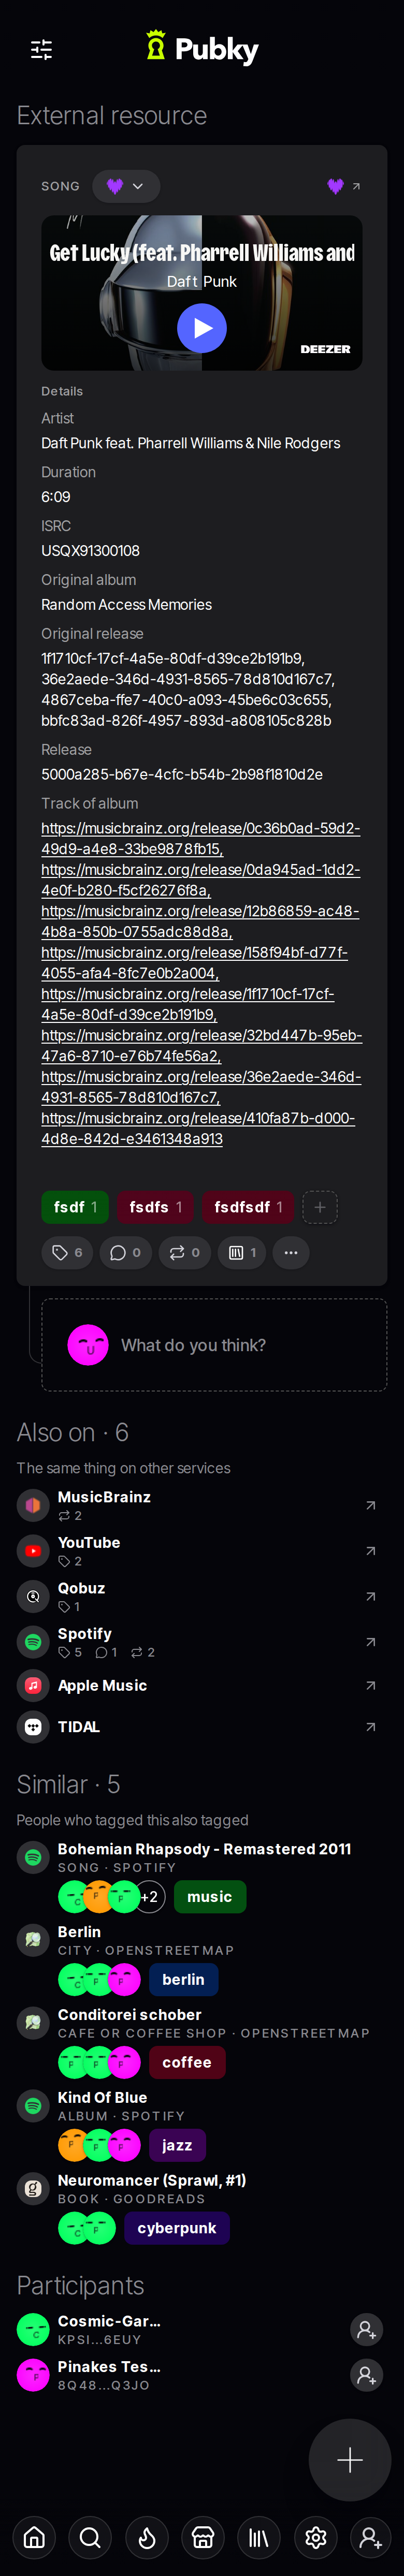 Pubky
External resource
SONG
Get Lucky (feat. Pharrell Williams and
Daft Punk
DEEZER
Details
Artist
Daft Punk feat. Pharrell Williams & Nile Rodgers
Duration
6:09
ISRC
USQX91300108
Original album
Random Access Memories
Original release
1f1710cf-17cf-4a5e-80df-d39ce2b191b9,
36e2aede-346d-4931-8565-78d810d167c7,
4867ceba-ffe7-40c0-a093-45be6c03c655,
bbfc83ad-826f-4957-893d-a808105c828b
Release
5000a285-b67e-4cfc-b54b-2b98f1810d2e
Track of album
https://musicbrainz.org/release/0c36b0ad-59d2-
49d9-a4e8-33be9878fb15,
https://musicbrainz.org/release/0da945ad-1dd2-
4e0f-b280-f5cf26276f8a,
https://musicbrainz.org/release/12b86859-ac48-
4b8a-850b-0755adc88d8a,
https://musicbrainz.org/release/158f94bf-d77f-
4055-afa4-8fc7e0b2a004,
https://musicbrainz.org/release/1f1710cf-17cf-
4a5e-80df-d39ce2b191b9,
https://musicbrainz.org/release/32bd447b-95eb-
47a6-8710-e76b74fe56a2,
https://musicbrainz.org/release/36e2aede-346d-
4931-8565-78d810d167c7,
https://musicbrainz.org/release/410fa87b-d000-
4d8e-842d-e3461348a913
fsdf 1 fsdfs 1 fsdfsdf 1
6 0 0 1
What do you think?
Also on · 6
The same thing on other services
MusicBrainz
2
YouTube
2
Qobuz
1
Spotify
5 1 2
Apple Music
TIDAL
Similar · 5
People who tagged this also tagged
Bohemian Rhapsody - Remastered 2011
SONG · SPOTIFY
+2 music
Berlin
CITY · OPENSTREETMAP
berlin
Conditorei schober
CAFE OR COFFEE SHOP · OPENSTREETMAP
coffee
Kind Of Blue
ALBUM · SPOTIFY
jazz
Neuromancer (Sprawl, #1)
BOOK · GOODREADS
cyberpunk
Participants
Cosmic-Gar...
KPSI...6EUY
Pinakes Tes...
8Q48...Q3JO